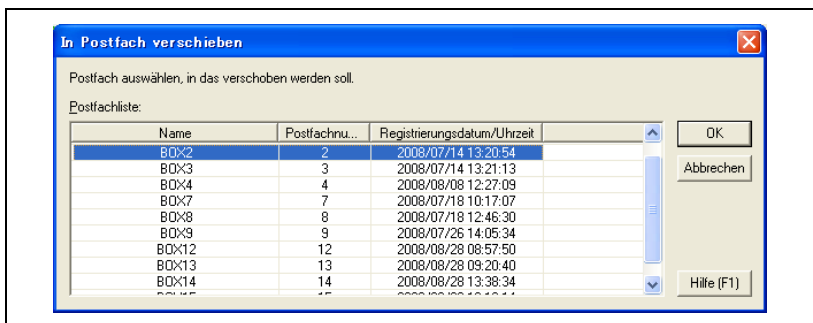 In Postfach verschieben
Postfach auswählen, in das verschoben werden soll.
Postfachliste:
Name Postfachnu... Registrierungsdatum/Uhrzeit
BOX2 2 2008/07/14 13:20:54
BOX3 3 2008/07/14 13:21:13
BOX4 4 2008/08/08 12:27:09
BOX7 7 2008/07/18 10:17:07
BOX8 8 2008/07/18 12:46:30
BOX9 9 2008/07/26 14:05:34
BOX12 12 2008/08/28 08:57:50
BOX13 13 2008/08/28 09:20:40
BOX14 14 2008/08/28 13:38:34
OK
Abbrechen
Hilfe (F1)